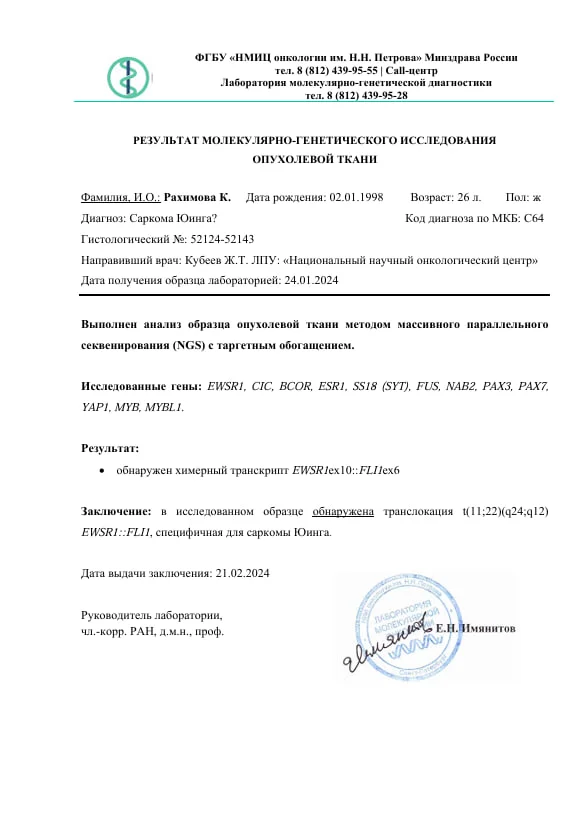 ФГБУ «НМИЦ онкологии им. Н.Н. Петрова» Минздрава России
тел. 8 (812) 439-95-55 | Call-центр
Лаборатория молекулярно-генетической диагностики
тел. 8 (812) 439-95-28
РЕЗУЛЬТАТ МОЛЕКУЛЯРНО-ГЕНЕТИЧЕСКОГО ИССЛЕДОВАНИЯ
ОПУХОЛЕВОЙ ТКАНИ
Фамилия, И.О.: Рахимова К. Дата рождения: 02.01.1998 Возраст: 26 л. Пол: ж
Диагноз: Саркома Юинга? Код диагноза по МКБ: C64
Гистологический №: 52124-52143
Направивший врач: Кубеев Ж.Т. ЛПУ: «Национальный научный онкологический центр»
Дата получения образца лабораторией: 24.01.2024
Выполнен анализ образца опухолевой ткани методом массивного параллельного
секвенирования (NGS) с таргетным обогащением.
Исследованные гены: EWSR1, CIC, BCOR, ESR1, SS18 (SYT), FUS, NAB2, PAX3, PAX7,
YAP1, MYB, MYBL1.
Результат:
• обнаружен химерный транскрипт EWSR1ex10::FLI1ex6
Заключение: в исследованном образце обнаружена транслокация t(11;22)(q24;q12)
EWSR1::FLI1, специфичная для саркомы Юинга.
Дата выдачи заключения: 21.02.2024
Руководитель лаборатории,
чл.-корр. РАН, д.м.н., проф.
Е.Н. Имянитов
ЛАБОРАТОРИЯ
МОЛЕКУЛЯРНОЙ